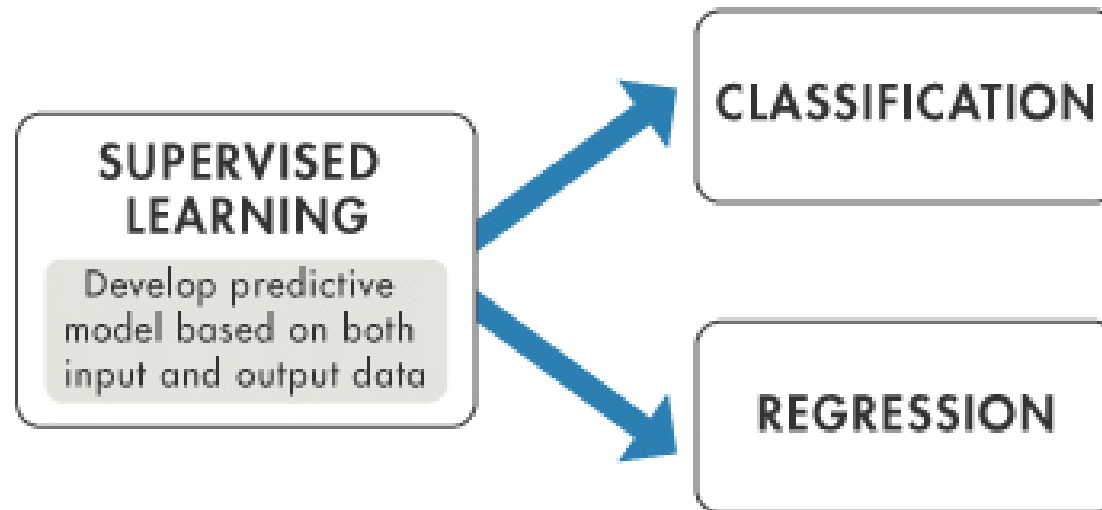 SUPERVISED
LEARNING
Develop predictive
model based on both
input and output data
CLASSIFICATION
REGRESSION